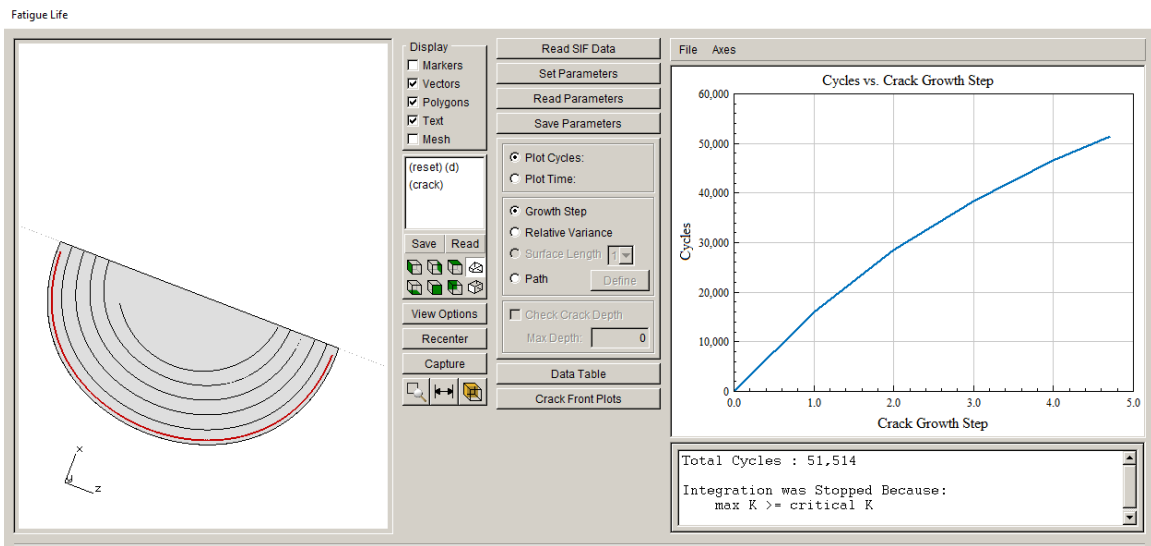 Fatigue Life
x
z
Display
Markers
Vectors
Polygons
Text
Mesh
(reset) (d)
(crack)
Save Read
View Options
Recenter
Capture
Read SIF Data
Set Parameters
Read Parameters
Save Parameters
Plot Cycles:
Plot Time:
Growth Step
Relative Variance
Surface Length 1
Path Define
Check Crack Depth
Max Depth: 0
Data Table
Crack Front Plots
File Axes
Cycles vs. Crack Growth Step
60,000
50,000
40,000
30,000
20,000
10,000
0
Cycles
0.0 1.0 2.0 3.0 4.0 5.0
Crack Growth Step
Total Cycles : 51,514
Integration was Stopped Because:
max K >= critical K